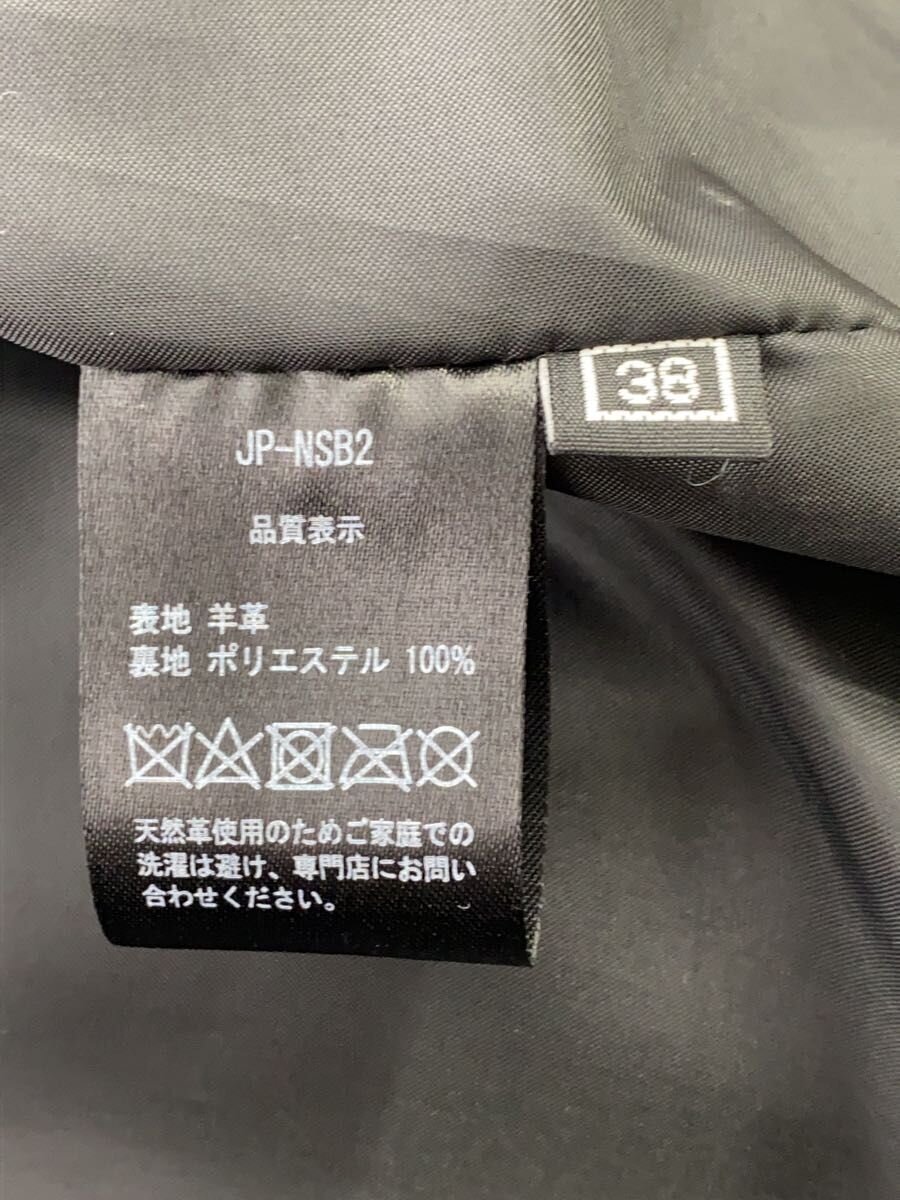 38
JP-NSB2
品質表示
表地 羊革
裏地 ポリエステル 100%
天然革使用のためご家庭での
洗濯は避け、専門店にお問い
合わせください。